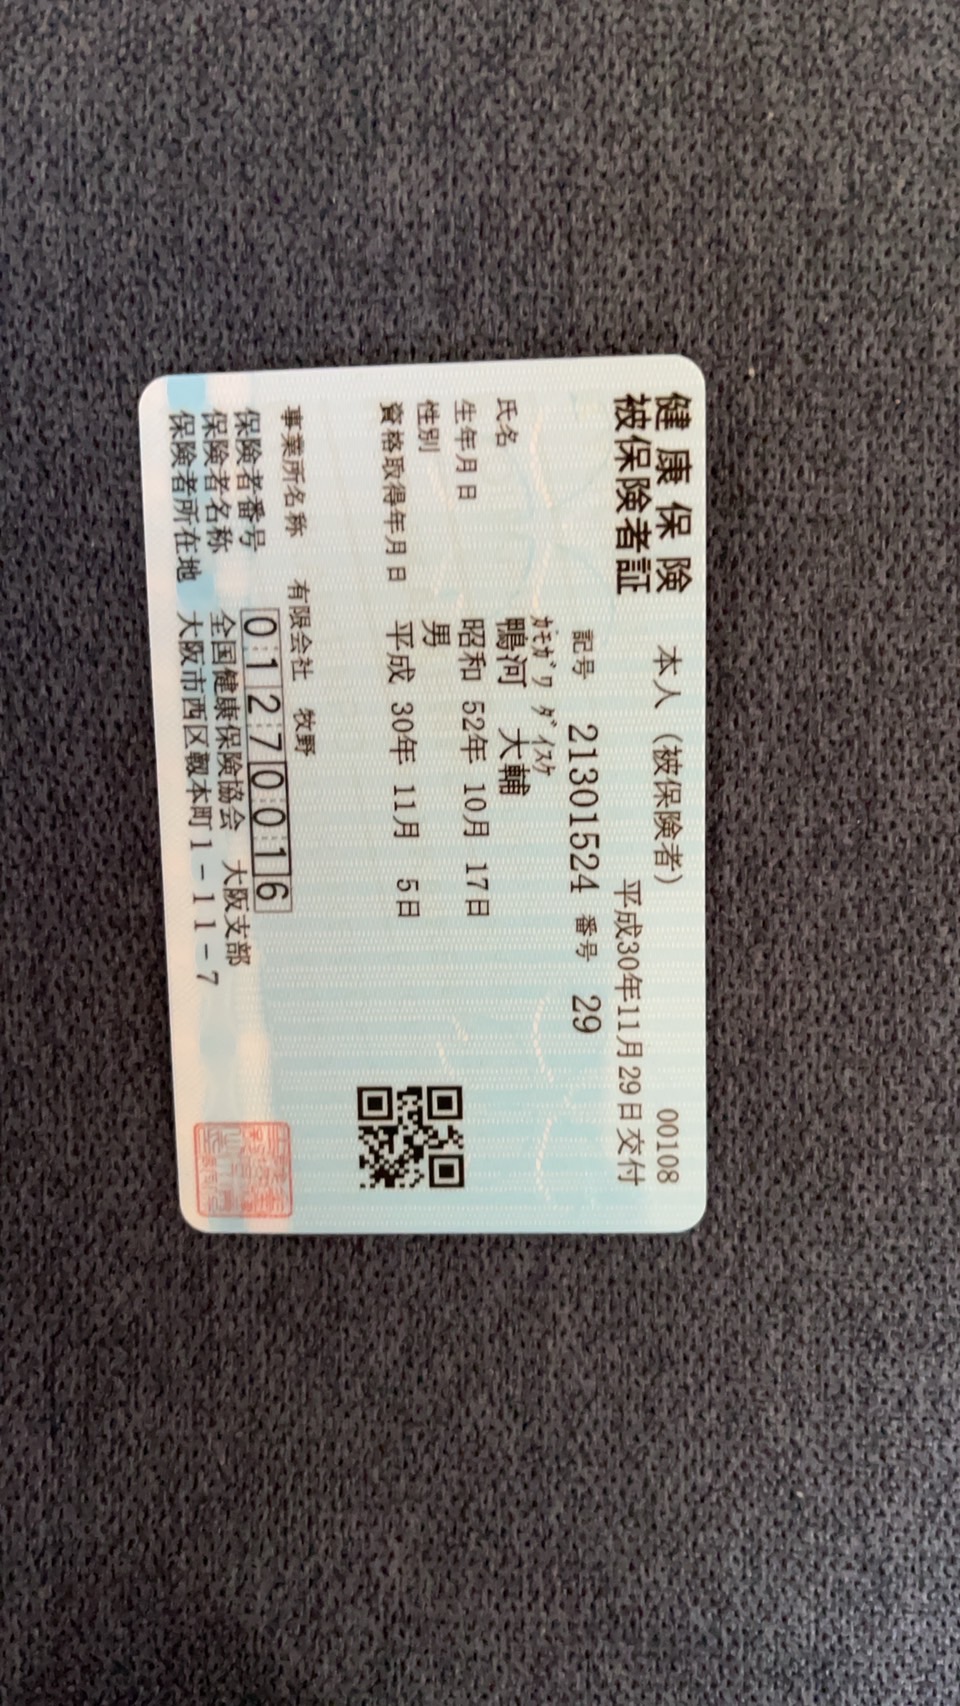 健康保険 本人（被保険者） 00108
被保険者証 平成30年11月29日交付
記号 21301524 番号 29
ｶﾓｶﾞﾜ ﾀﾞｲｽｹ
氏名 鴨河 大輔
生年月日 昭和 52年 10月 17日
性別 男
資格取得年月日 平成 30年 11月 5日
事業所名称 有限会社 牧野
保険者番号 01270016
保険者名称 全国健康保険協会 大阪支部
保険者所在地 大阪市西区靱本町1-11-7